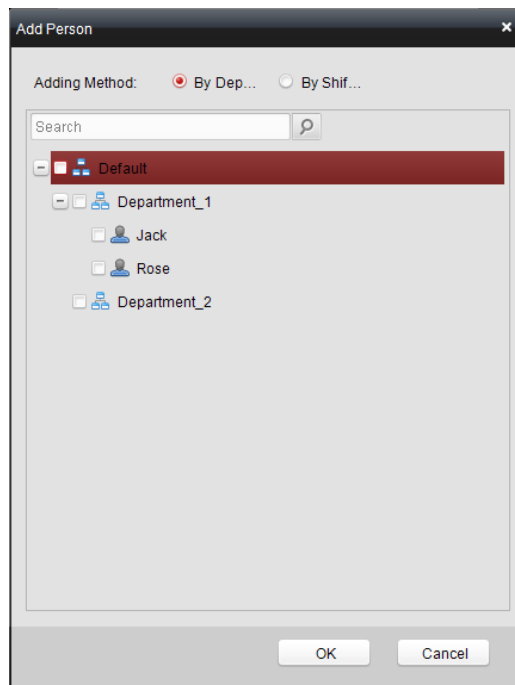 Add Person
Adding Method: By Dep... By Shif...
Search
Default
Department_1
Jack
Rose
Department_2
OK Cancel